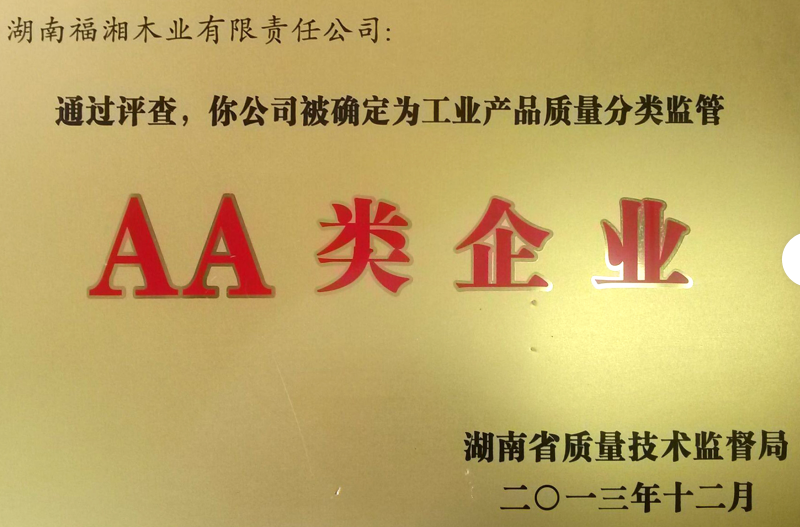 湖南福湘木业有限责任公司:
通过评查，你公司被确定为工业产品质量分类监管
AA类企业
湖南省质量技术监督局
二〇一三年十二月